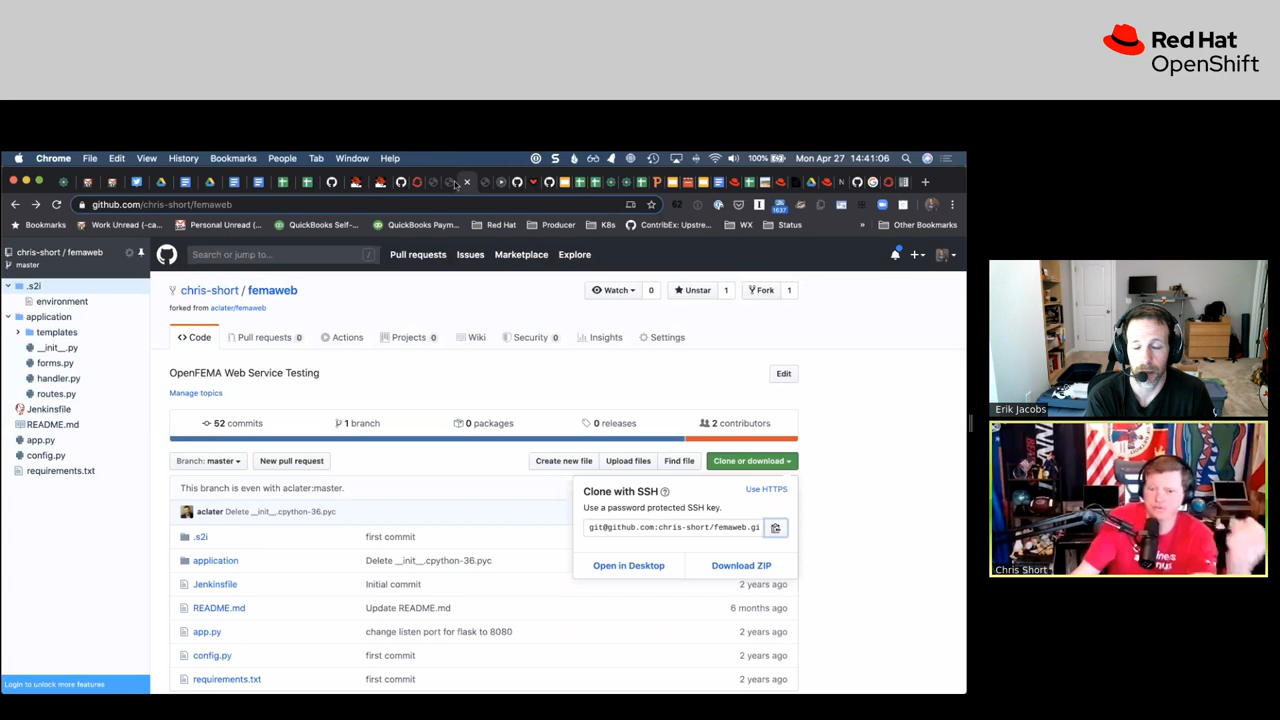 Red Hat
OpenShift
Chrome File Edit View History Bookmarks People Tab Window Help
100% Mon Apr 27 14:41:06
github.com/chris-short/femaweb
62
1637
Bookmarks Work Unread (-ca... Personal Unread (... QuickBooks Self-... QuickBooks Paym... Red Hat Producer K8s ContribEx: Upstre... WX Status » Other Bookmarks
chris-short / femaweb
master
Search or jump to... /
Pull requests Issues Marketplace Explore
.s2i
environment
application
templates
__init__.py
forms.py
handler.py
routes.py
Jenkinsfile
README.md
app.py
config.py
requirements.txt
Login to unlock more features
chris-short / femaweb
forked from aclater/femaweb
Watch 0 Unstar 1 Fork 1
Code Pull requests 0 Actions Projects 0 Wiki Security 0 Insights Settings
OpenFEMA Web Service Testing
Edit
Manage topics
52 commits 1 branch 0 packages 0 releases 2 contributors
Branch: master New pull request Create new file Upload files Find file Clone or download
This branch is even with aclater:master.
aclater Delete __init__.cpython-36.pyc
Clone with SSH
Use HTTPS
Use a password protected SSH key.
git@github.com:chris-short/femaweb.gi
Open in Desktop Download ZIP
.s2i first commit
application Delete __init__.cpython-36.pyc
Jenkinsfile Initial commit 2 years ago
README.md Update README.md 6 months ago
app.py change listen port for flask to 8080 2 years ago
config.py first commit 2 years ago
requirements.txt first commit 2 years ago
Erik Jacobs
Chris Short